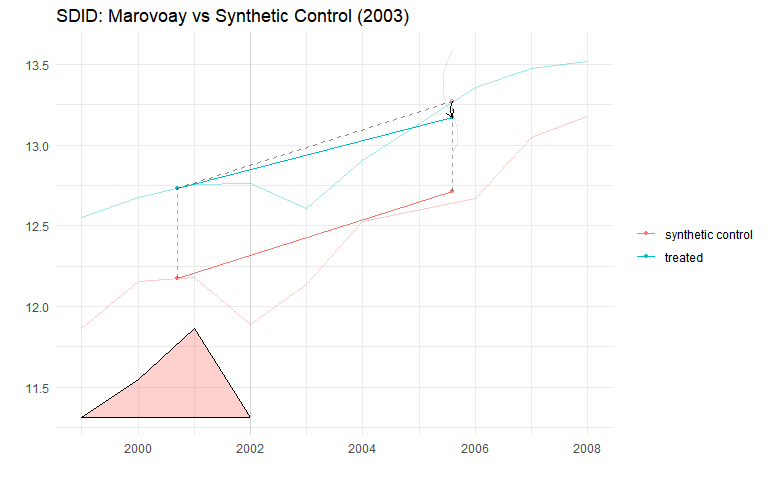 SDID: Marovoay vs Synthetic Control (2003)
13.5
13.0
12.5
12.0
11.5
2000 2002 2004 2006 2008
synthetic control
treated